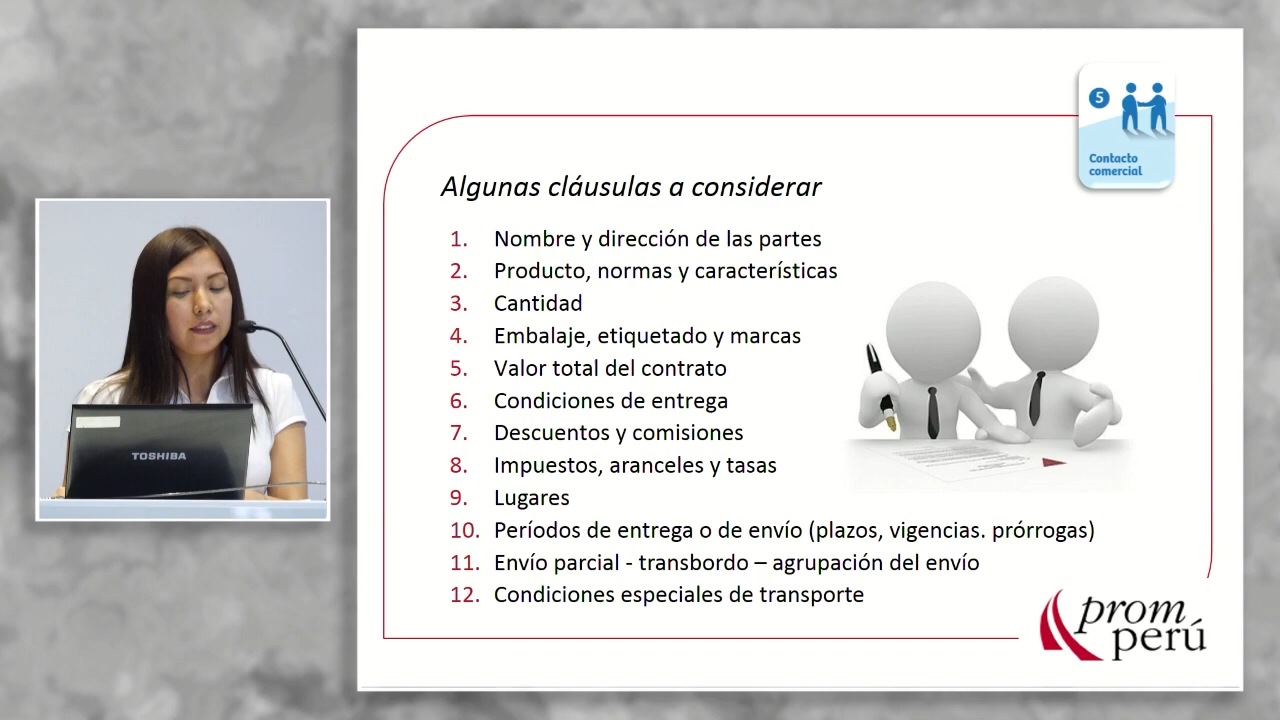 5
Contacto
comercial
Algunas cláusulas a considerar
1. Nombre y dirección de las partes
2. Producto, normas y características
3. Cantidad
4. Embalaje, etiquetado y marcas
5. Valor total del contrato
6. Condiciones de entrega
7. Descuentos y comisiones
8. Impuestos, aranceles y tasas
9. Lugares
10. Períodos de entrega o de envío (plazos, vigencias. prórrogas)
11. Envío parcial - transbordo – agrupación del envío
12. Condiciones especiales de transporte
TOSHIBA
prom
perú